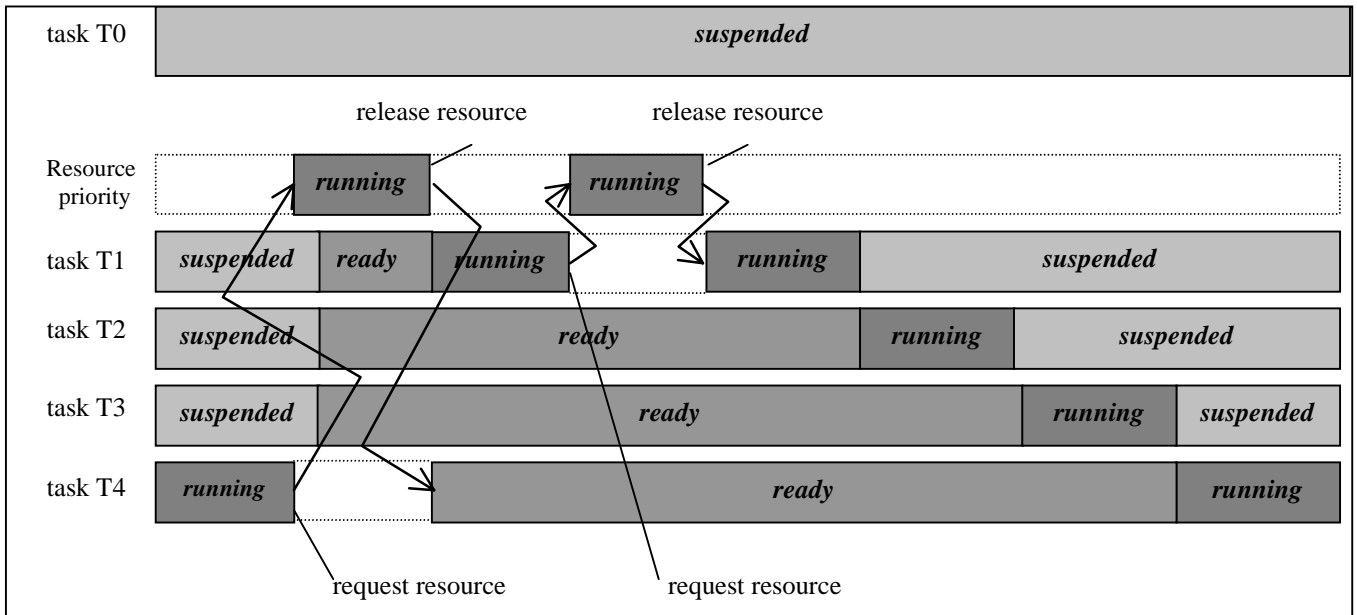 task T0 suspended
release resource release resource
Resource
priority
running running
task T1 suspended ready running running suspended
task T2 suspended ready running suspended
task T3 suspended ready running suspended
task T4 running ready running
request resource request resource